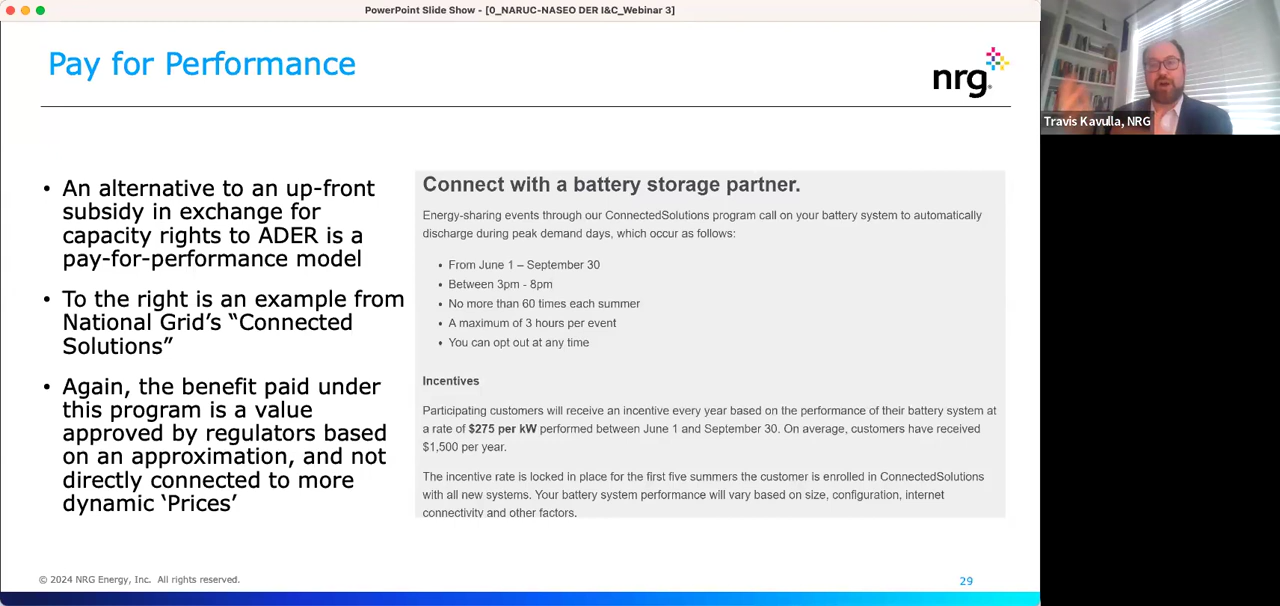 PowerPoint Slide Show - [0_NARUC-NASEO DER I&C_Webinar 3]
Pay for Performance
nrg
Travis Kavulla, NRG
• An alternative to an up-front
subsidy in exchange for
capacity rights to ADER is a
pay-for-performance model
• To the right is an example from
National Grid's “Connected
Solutions”
• Again, the benefit paid under
this program is a value
approved by regulators based
on an approximation, and not
directly connected to more
dynamic ‘Prices’
Connect with a battery storage partner.
Energy-sharing events through our ConnectedSolutions program call on your battery system to automatically
discharge during peak demand days, which occur as follows:
• From June 1 – September 30
• Between 3pm - 8pm
• No more than 60 times each summer
• A maximum of 3 hours per event
• You can opt out at any time
Incentives
Participating customers will receive an incentive every year based on the performance of their battery system at
a rate of $275 per kW performed between June 1 and September 30. On average, customers have received
$1,500 per year.
The incentive rate is locked in place for the first five summers the customer is enrolled in ConnectedSolutions
with all new systems. Your battery system performance will vary based on size, configuration, internet
connectivity and other factors.
© 2024 NRG Energy, Inc. All rights reserved.
29